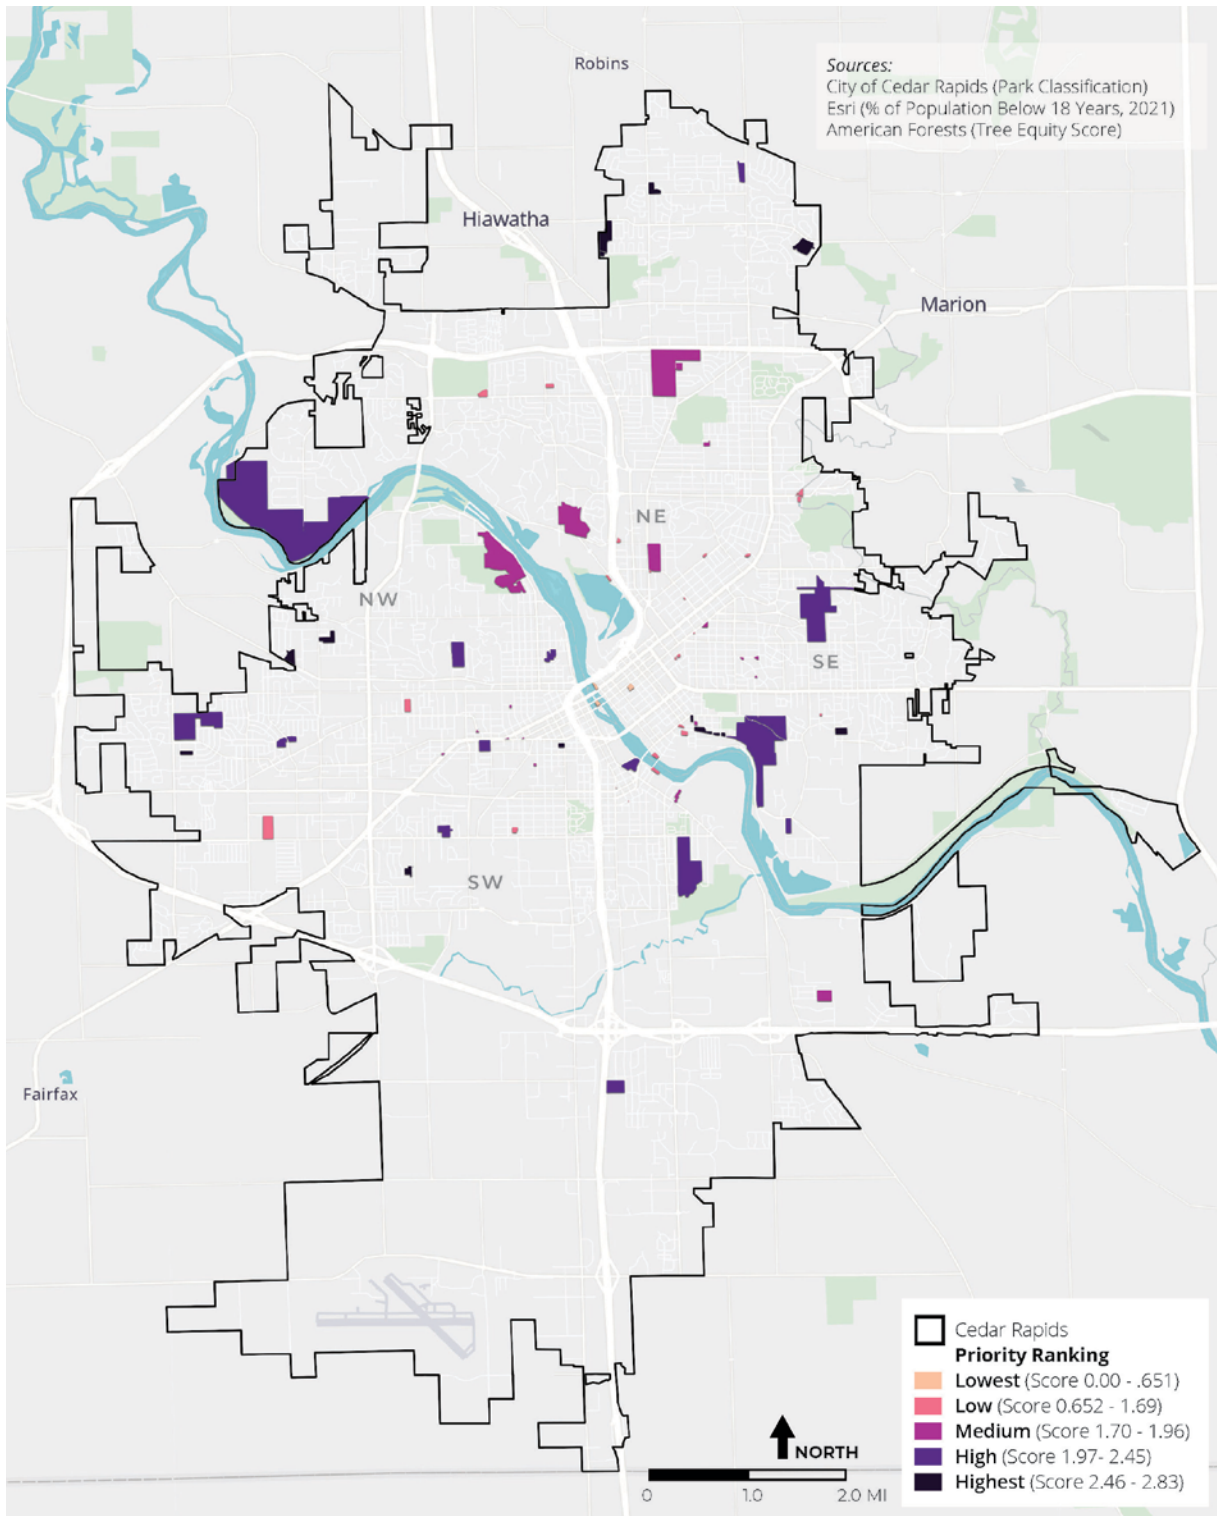 Robins
Sources:
City of Cedar Rapids (Park Classification)
Esri (% of Population Below 18 Years, 2021)
American Forests (Tree Equity Score)
Hiawatha
Marion
NE
NW
SE
SW
Fairfax
Cedar Rapids
Priority Ranking
Lowest (Score 0.00 - .651)
Low (Score 0.652 - 1.69)
Medium (Score 1.70 - 1.96)
High (Score 1.97- 2.45)
Highest (Score 2.46 - 2.83)
NORTH
0 1.0 2.0 MI